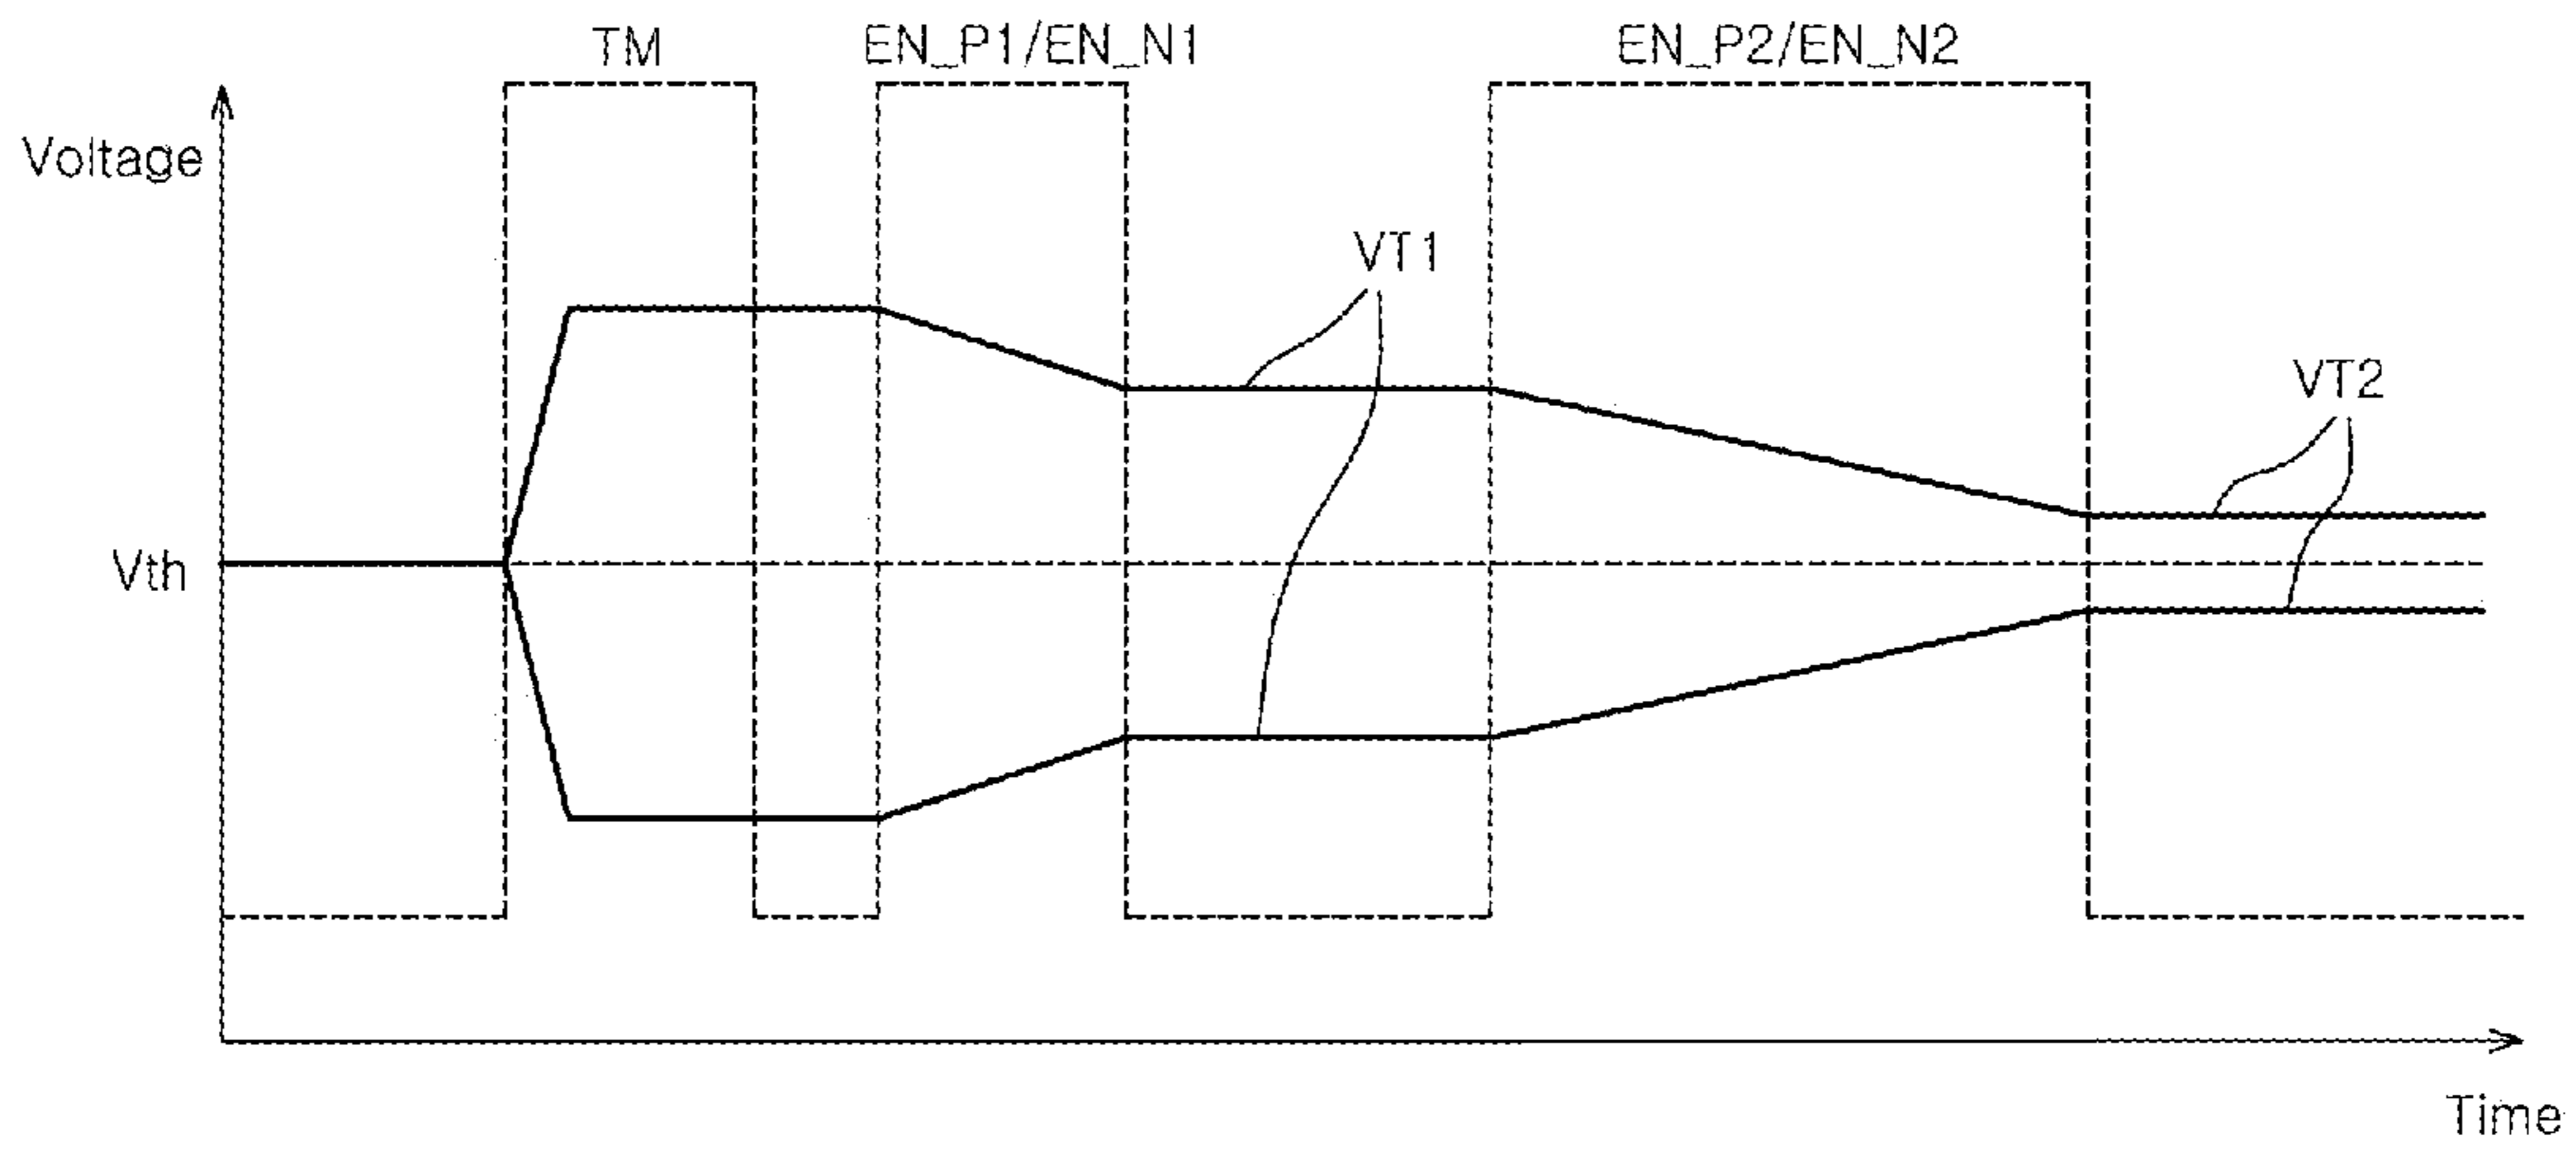 TM
EN_P1/EN_N1
EN_P2/EN_N2
Voltage
VT1
VT2
Vth
Time